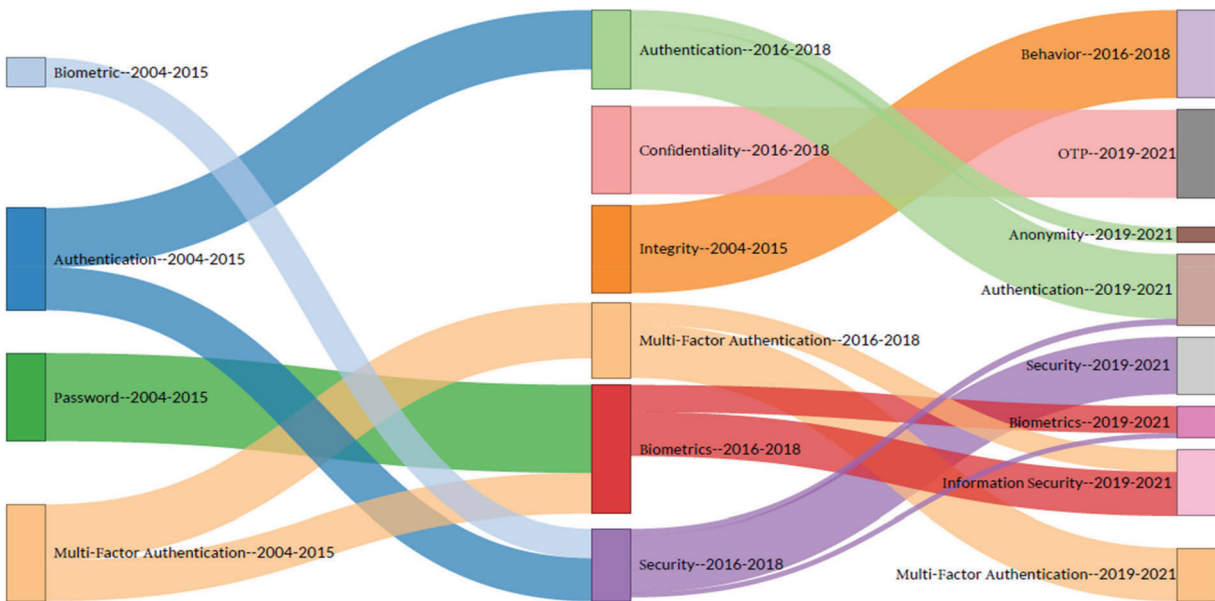 Biometric--2004-2015
Authentication--2004-2015
Password--2004-2015
Multi-Factor Authentication--2004-2015
Authentication--2016-2018
Confidentiality--2016-2018
Integrity--2004-2015
Multi-Factor Authentication--2016-2018
Biometrics--2016-2018
Security--2016-2018
Behavior--2016-2018
OTP--2019-2021
Anonymity--2019-2021
Authentication--2019-2021
Security--2019-2021
Biometrics--2019-2021
Information Security--2019-2021
Multi-Factor Authentication--2019-2021